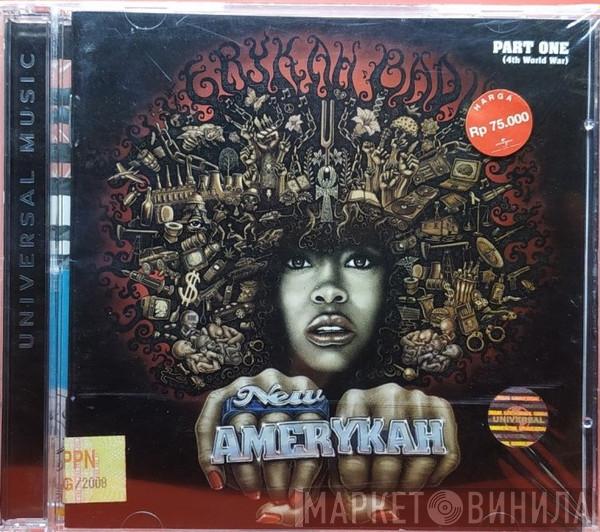 UNIVERSAL MUSIC
ERYKAH BADU
PART ONE
(4th World War)
HARGA
Rp 75.000
New
AMERYKAH
PPN
/2008
UNIVERSAL
МАРКЕТ ВИНИЛА